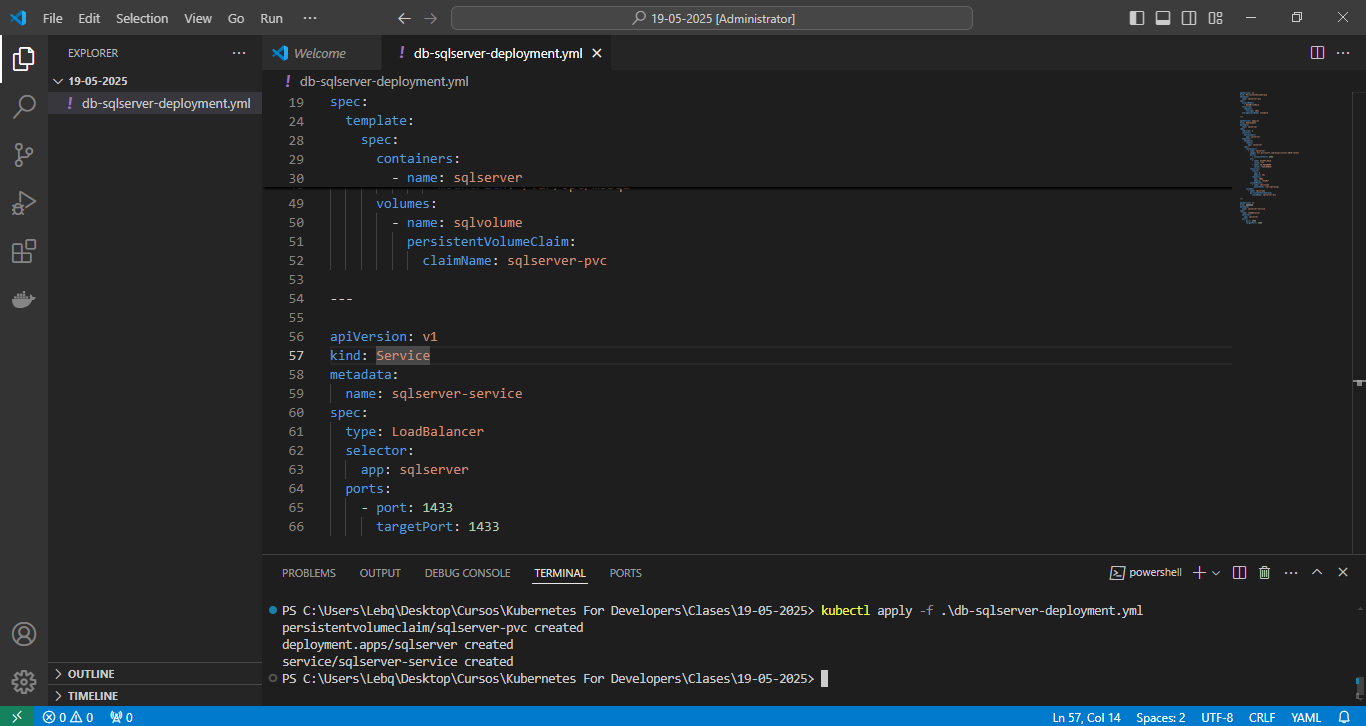 File Edit Selection View Go Run ···
19-05-2025 [Administrator]
EXPLORER
19-05-2025
! db-sqlserver-deployment.yml
OUTLINE
TIMELINE
Welcome
! db-sqlserver-deployment.yml
! db-sqlserver-deployment.yml
19 spec:
24 template:
28 spec:
29 containers:
30 - name: sqlserver
49 volumes:
50 - name: sqlvolume
51 persistentVolumeClaim:
52 claimName: sqlserver-pvc
53
54 ---
55
56 apiVersion: v1
57 kind: Service
58 metadata:
59 name: sqlserver-service
60 spec:
61 type: LoadBalancer
62 selector:
63 app: sqlserver
64 ports:
65 - port: 1433
66 targetPort: 1433
PROBLEMS OUTPUT DEBUG CONSOLE TERMINAL PORTS
powershell
PS C:\Users\Lebq\Desktop\Cursos\Kubernetes For Developers\Clases\19-05-2025> kubectl apply -f .\db-sqlserver-deployment.yml
persistentvolumeclaim/sqlserver-pvc created
deployment.apps/sqlserver created
service/sqlserver-service created
PS C:\Users\Lebq\Desktop\Cursos\Kubernetes For Developers\Clases\19-05-2025>
0 0 0
Ln 57, Col 14 Spaces: 2 UTF-8 CRLF YAML